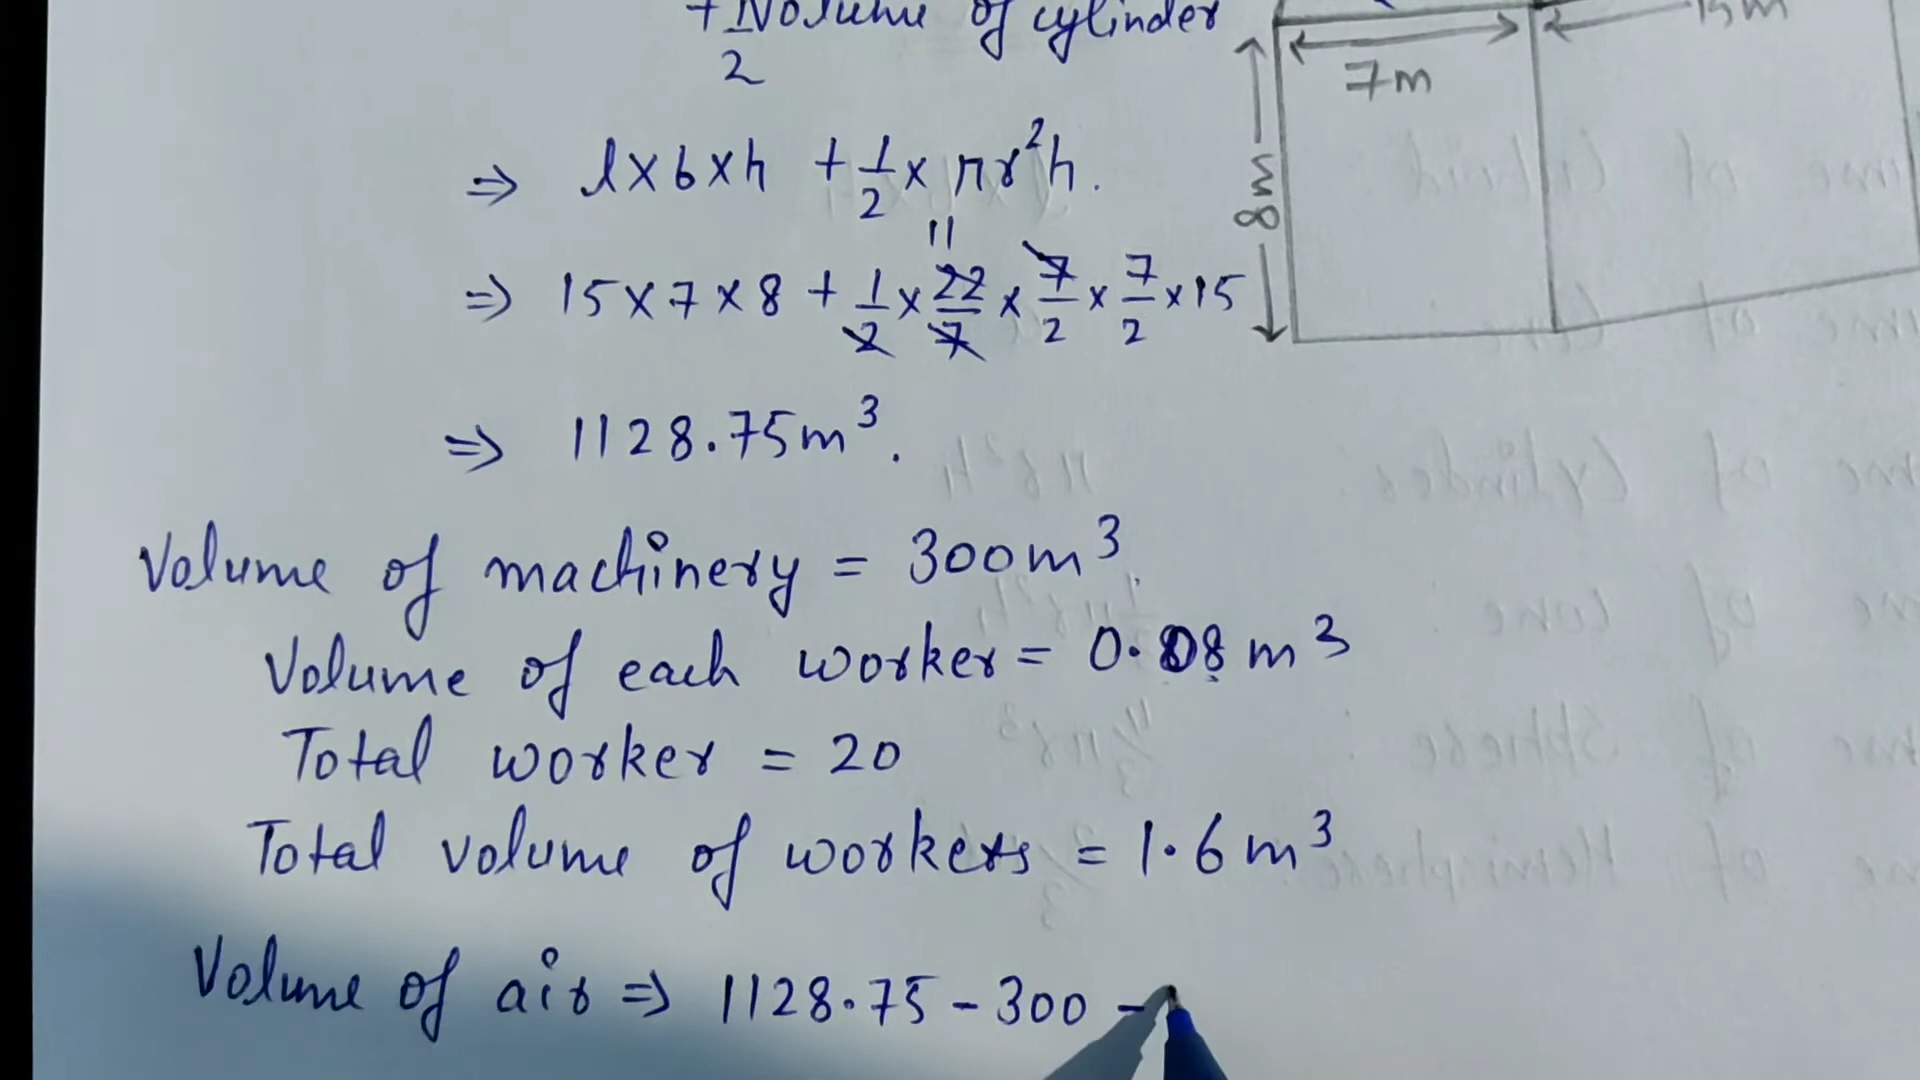 + 1/2 Volume of cylinder
15m
7m
8m
⇒ l×b×h + 1/2 × πr²h.
11
⇒ 15×7×8 + 1/2 × 22/7 × 7/2 × 7/2 ×15
⇒ 1128.75m³.
Volume of machinery = 300m³.
Volume of each worker = 0.08 m³
Total worker = 20
Total volume of workers = 1.6 m³
Volume of air ⇒ 1128.75 - 300 -